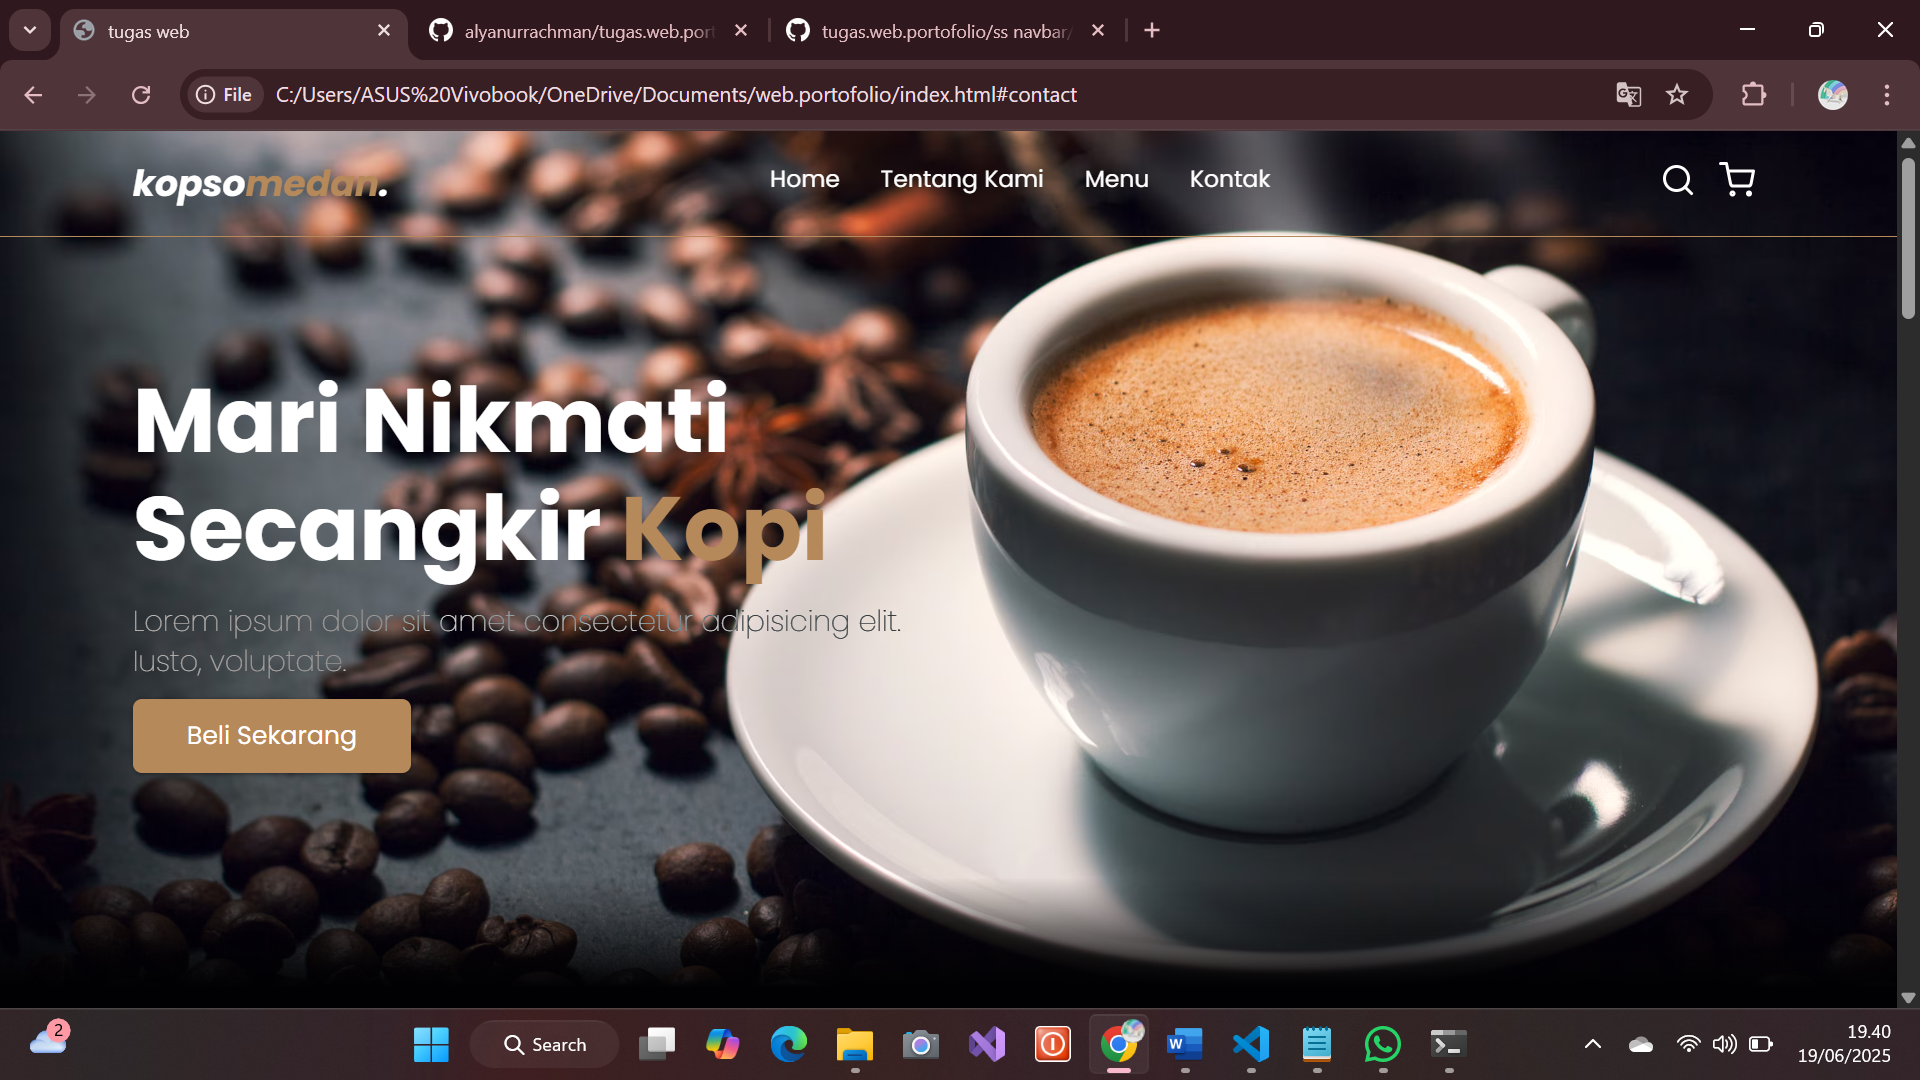 tugas web
alyanurrachman/tugas.web.por
tugas.web.portofolio/ss navbar/
File
C:/Users/ASUS%20Vivobook/OneDrive/Documents/web.portofolio/index.html#contact
kopsomedan.
Home Tentang Kami Menu Kontak
Mari Nikmati
Secangkir Kopi
Lorem ipsum dolor sit amet consectetur adipisicing elit.
Iusto, voluptate.
Beli Sekarang
2
Search
19.40
19/06/2025